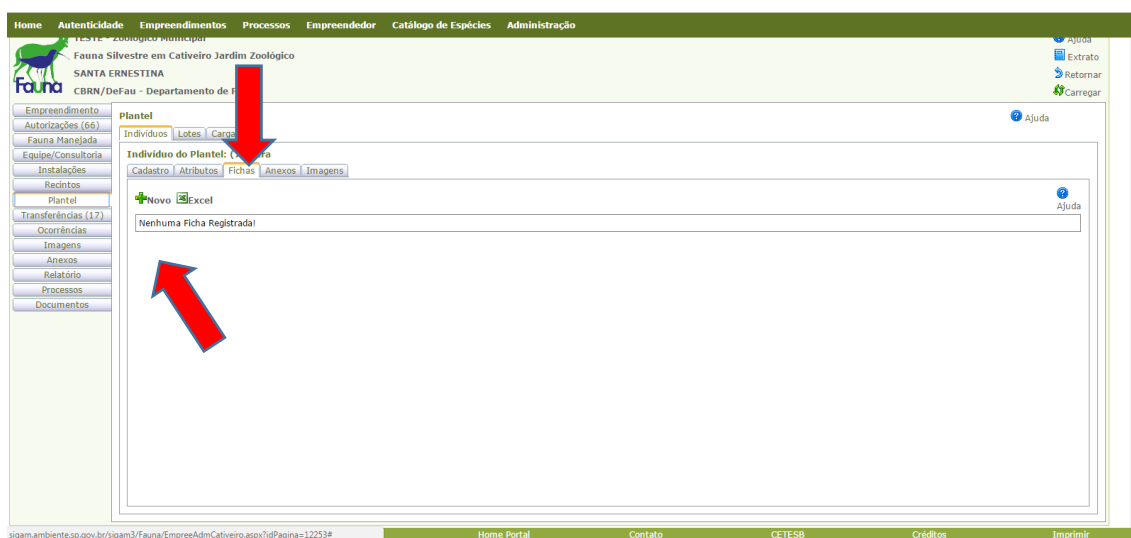 Home Autenticidade Empreendimentos Processos Empreendedor Catálogo de Espécies Administração
TESTE - Zoológico Municipal
Fauna Silvestre em Cativeiro Jardim Zoológico
SANTA ERNESTINA
CBRN/DeFau - Departamento de
Fauna
Ajuda
Extrato
Retornar
Carregar
Empreendimento
Autorizações (66)
Fauna Manejada
Equipe/Consultoria
Instalações
Recintos
Plantel
Transferências (17)
Ocorrências
Imagens
Anexos
Relatório
Processos
Documentos
Plantel
Ajuda
Indivíduos Lotes Carga
Indivíduo do Plantel:
Cadastro Atributos Fichas Anexos Imagens
Novo Excel
Ajuda
Nenhuma Ficha Registrada!
sigam.ambiente.sp.gov.br/sigam3/Fauna/EmpreeAdmCativeiro.aspx?idPagina=12253#
Home Portal Contato CETESB Créditos Imprimir